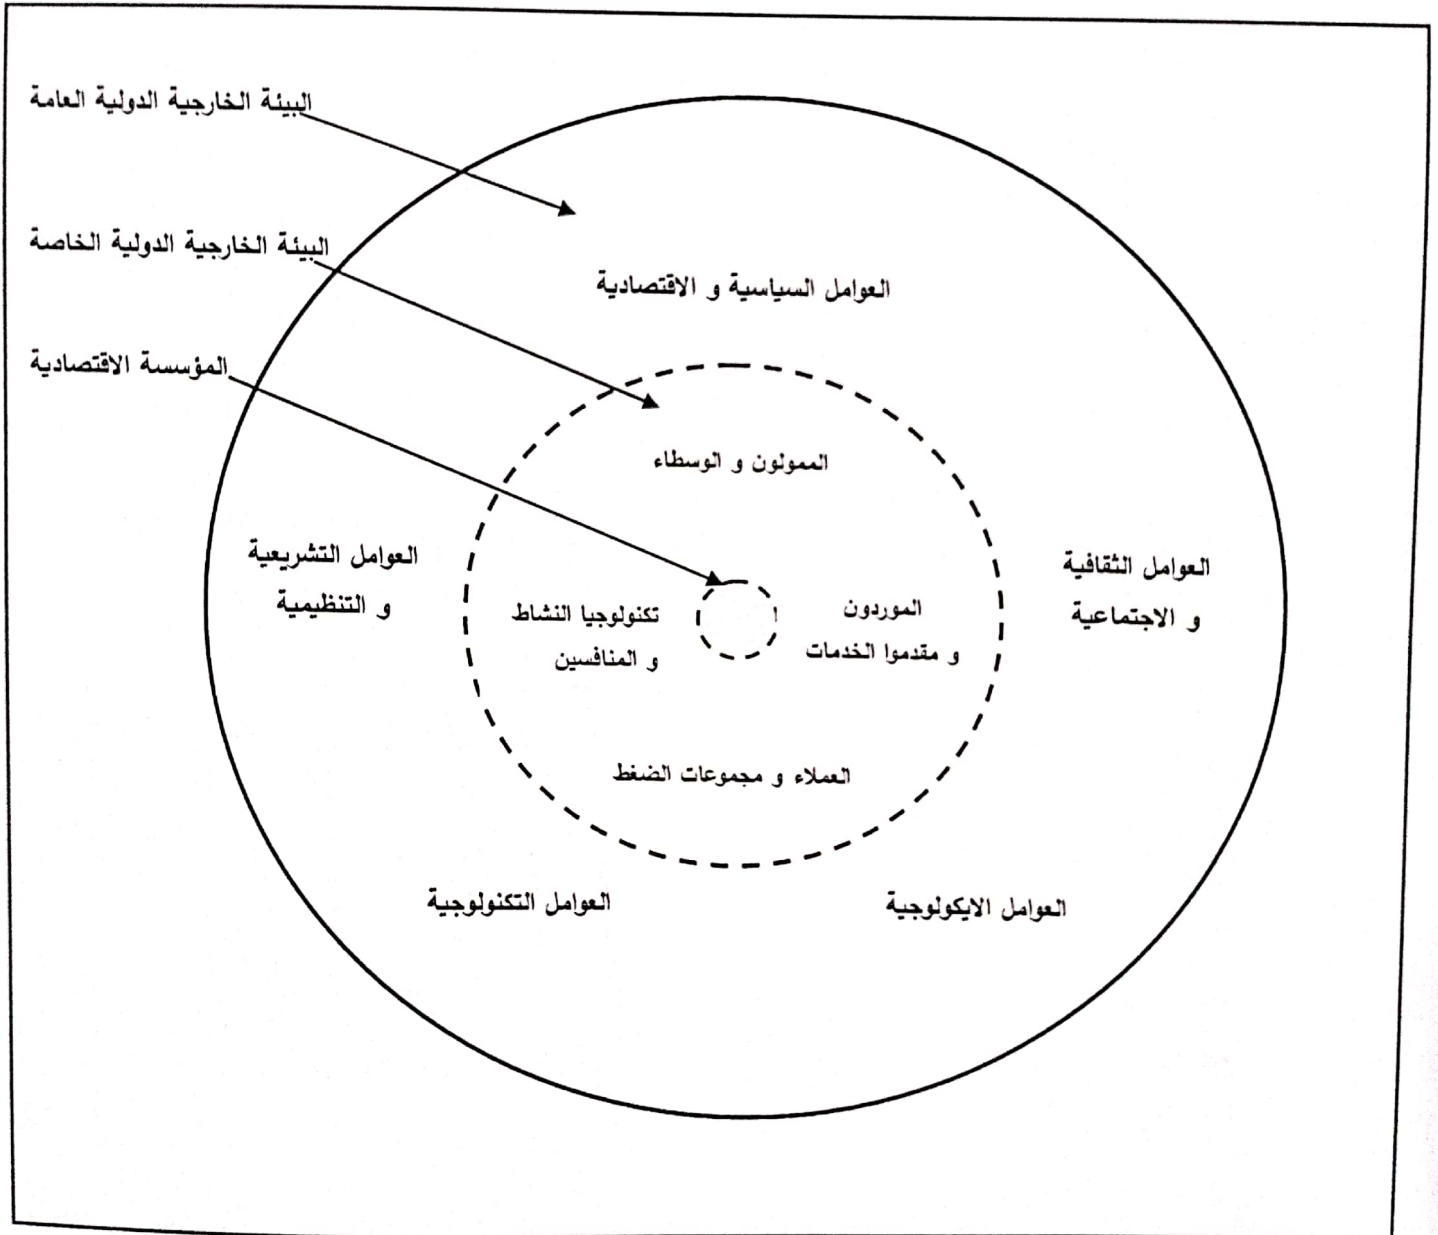 البيئة الخارجية الدولية العامة
البيئة الخارجية الدولية الخاصة
المؤسسة الاقتصادية
العوامل السياسية و الاقتصادية
الممولون و الوسطاء
العوامل الثقافية
و الاجتماعية
الموردون
و مقدموا الخدمات
تكنولوجيا النشاط
و المنافسين
العوامل التشريعية
و التنظيمية
العملاء و مجموعات الضغط
العوامل الايكولوجية
العوامل التكنولوجية